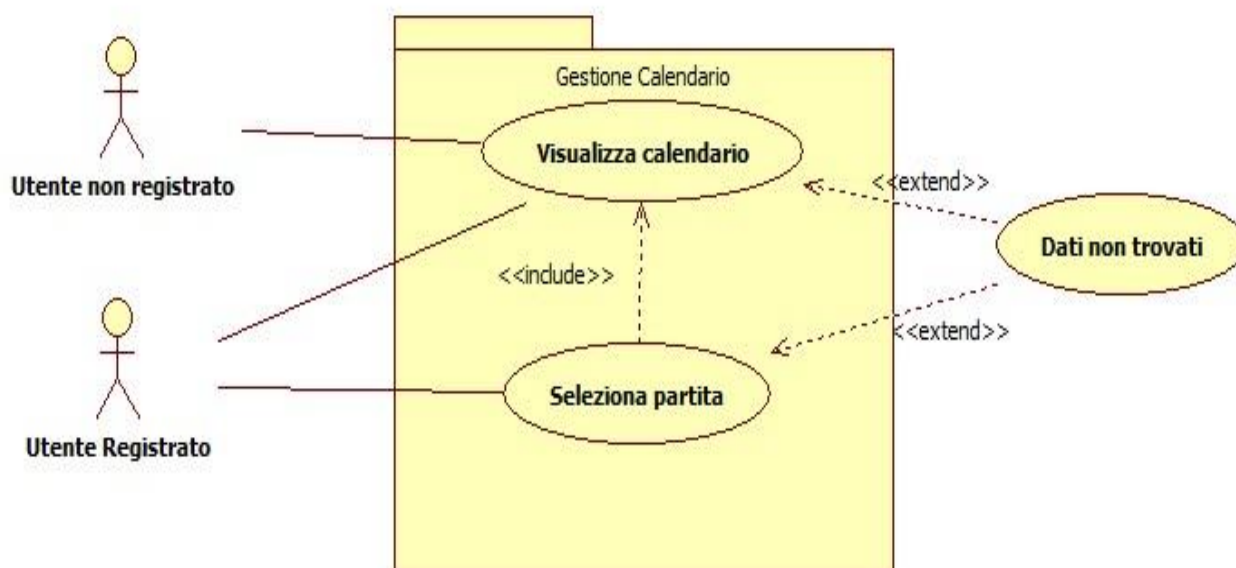 Gestione Calendario
Visualizza calendario
Utente non registrato
<<extend>>
Dati non trovati
<<include>>
<<extend>>
Seleziona partita
Utente Registrato